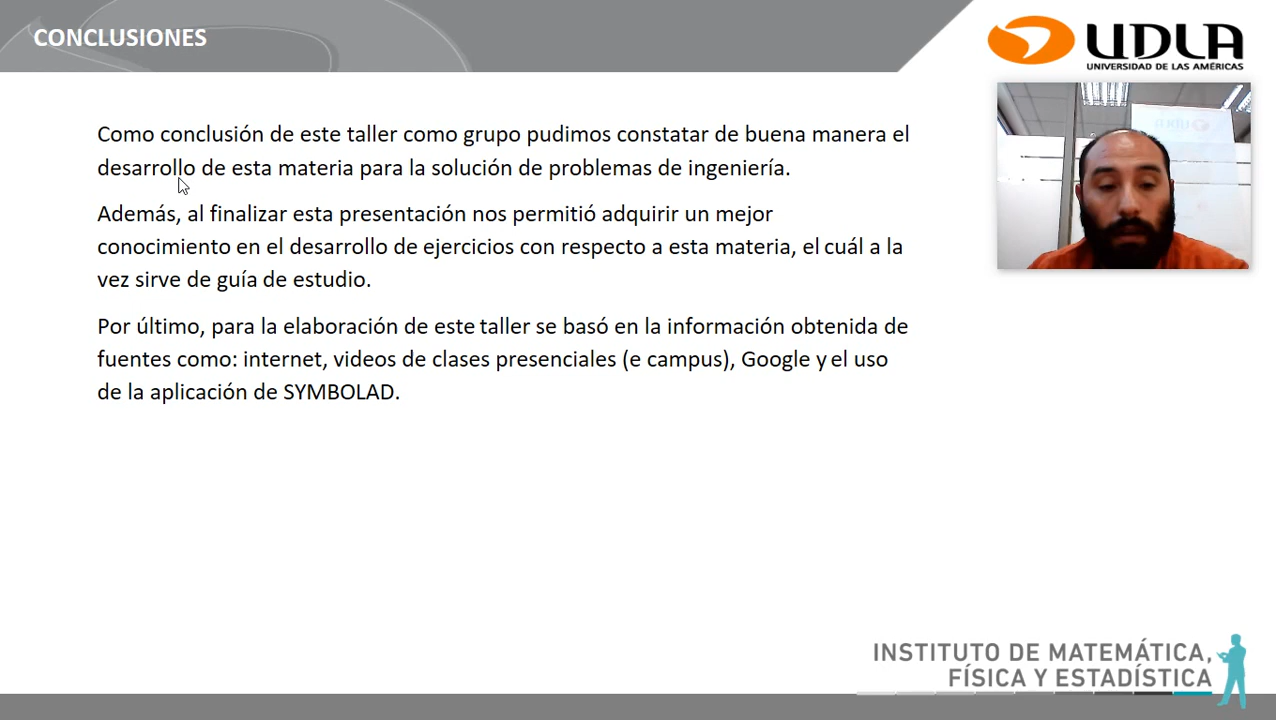 CONCLUSIONES
UDLA
UNIVERSIDAD DE LAS AMÉRICAS
Como conclusión de este taller como grupo pudimos constatar de buena manera el
desarrollo de esta materia para la solución de problemas de ingeniería.
Además, al finalizar esta presentación nos permitió adquirir un mejor
conocimiento en el desarrollo de ejercicios con respecto a esta materia, el cuál a la
vez sirve de guía de estudio.
Por último, para la elaboración de este taller se basó en la información obtenida de
fuentes como: internet, videos de clases presenciales (e campus), Google y el uso
de la aplicación de SYMBOLAD.
INSTITUTO DE MATEMÁTICA,
FÍSICA Y ESTADÍSTICA